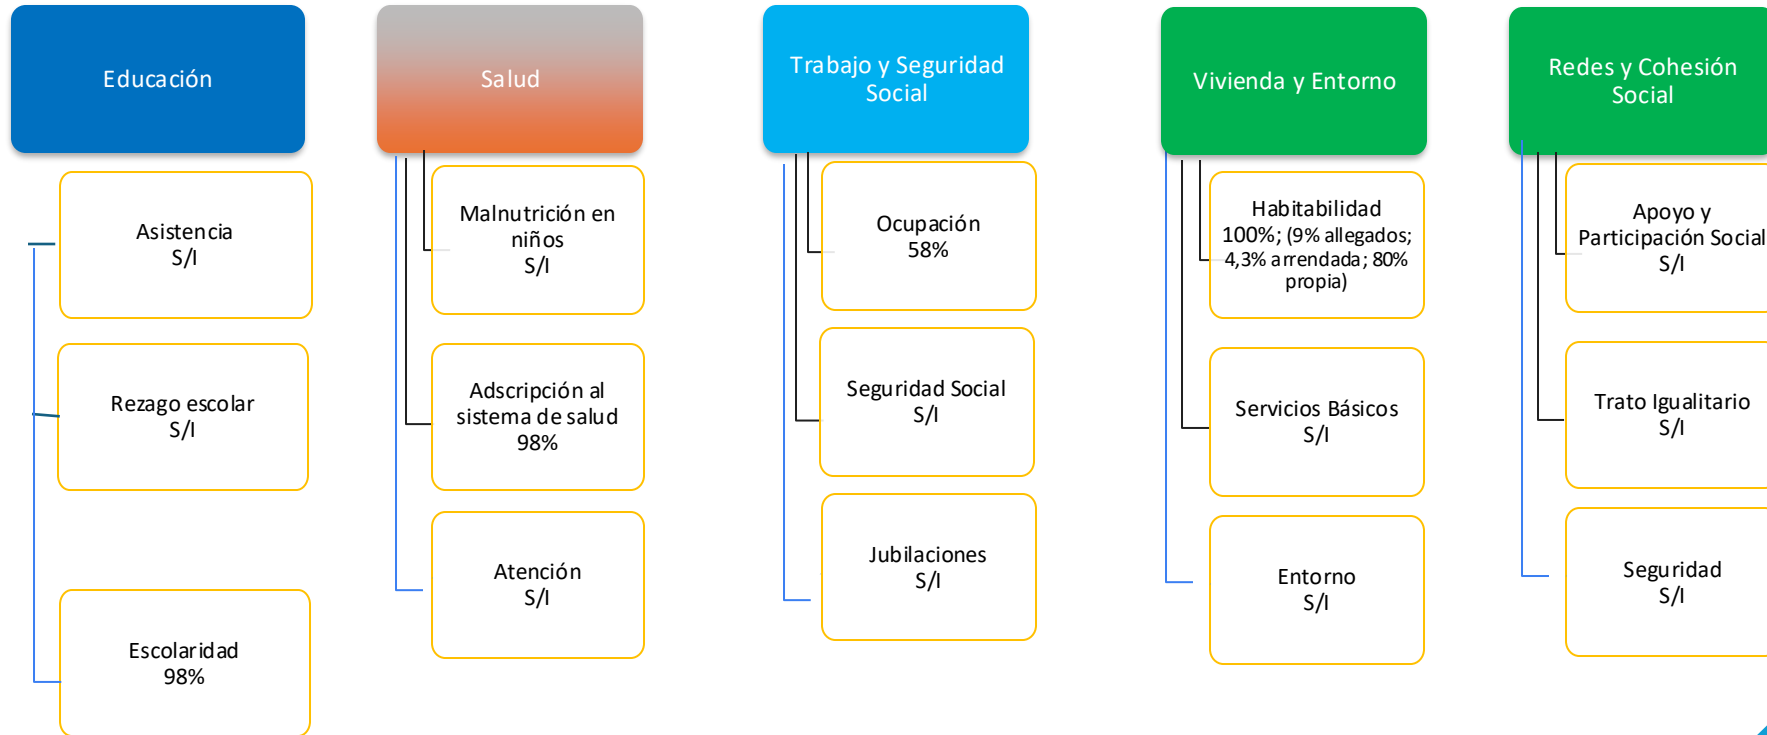 Educación
Asistencia
S/I
Rezago escolar
S/I
Escolaridad
98%
Salud
Malnutrición en
niños
S/I
Adscripción al
sistema de salud
98%
Atención
S/I
Trabajo y Seguridad
Social
Ocupación
58%
Seguridad Social
S/I
Jubilaciones
S/I
Vivienda y Entorno
Habitabilidad
100%; (9% allegados;
4,3% arrendada; 80%
propia)
Servicios Básicos
S/I
Entorno
S/I
Redes y Cohesión
Social
Apoyo y
Participación Social
S/I
Trato Igualitario
S/I
Seguridad
S/I